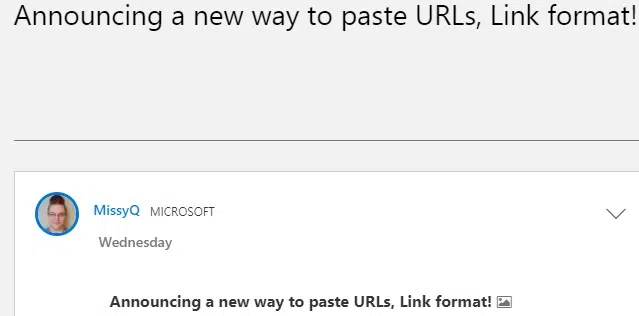 Announcing a new way to paste URLs, Link format!
MissyQ MICROSOFT
Wednesday
Announcing a new way to paste URLs, Link format!